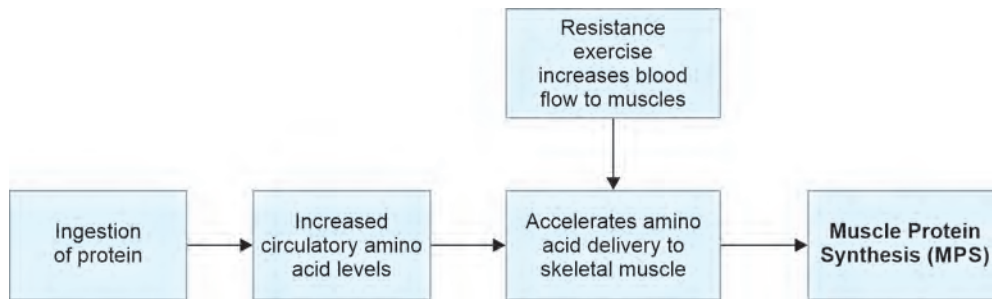 Resistance
exercise
increases blood
flow to muscles
Ingestion
of protein
Increased
circulatory amino
acid levels
Accelerates amino
acid delivery to
skeletal muscle
Muscle Protein
Synthesis (MPS)